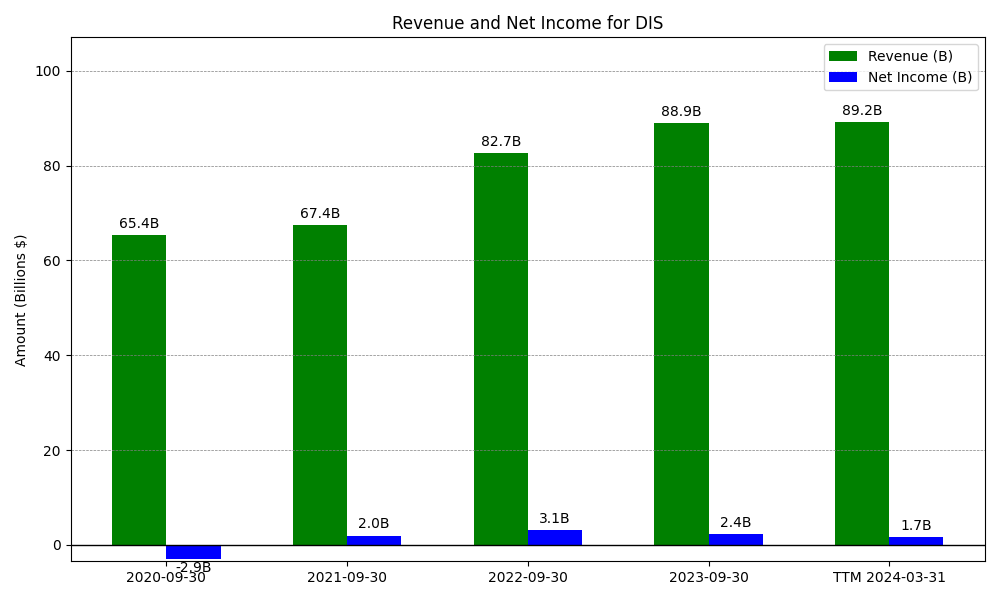 Revenue and Net Income for DIS
Revenue (B)
Net Income (B)
Amount (Billions $)
100
80
60
40
20
0
65.4B
67.4B
82.7B
88.9B
89.2B
-2.9B
2.0B
3.1B
2.4B
1.7B
2020-09-30
2021-09-30
2022-09-30
2023-09-30
TTM 2024-03-31